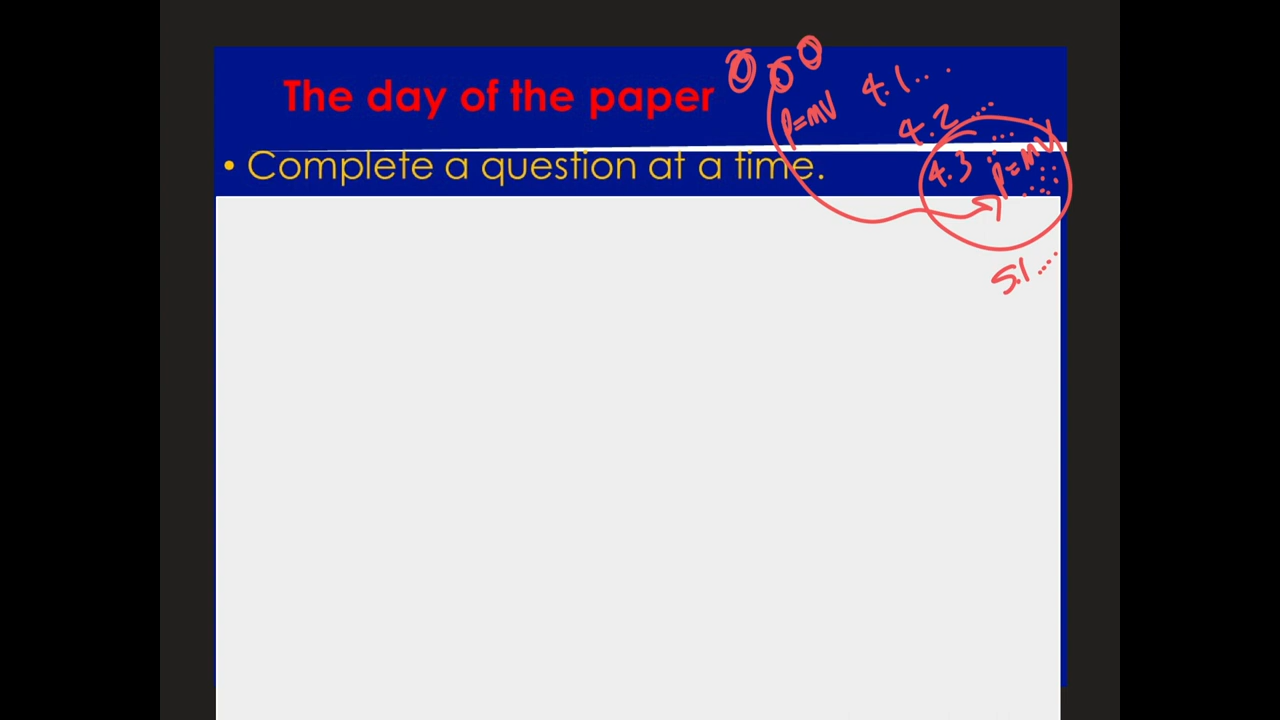 The day of the paper
• Complete a question at a time.
p=mv
4.1....
4.2....
4.3 p=mv
5.1....